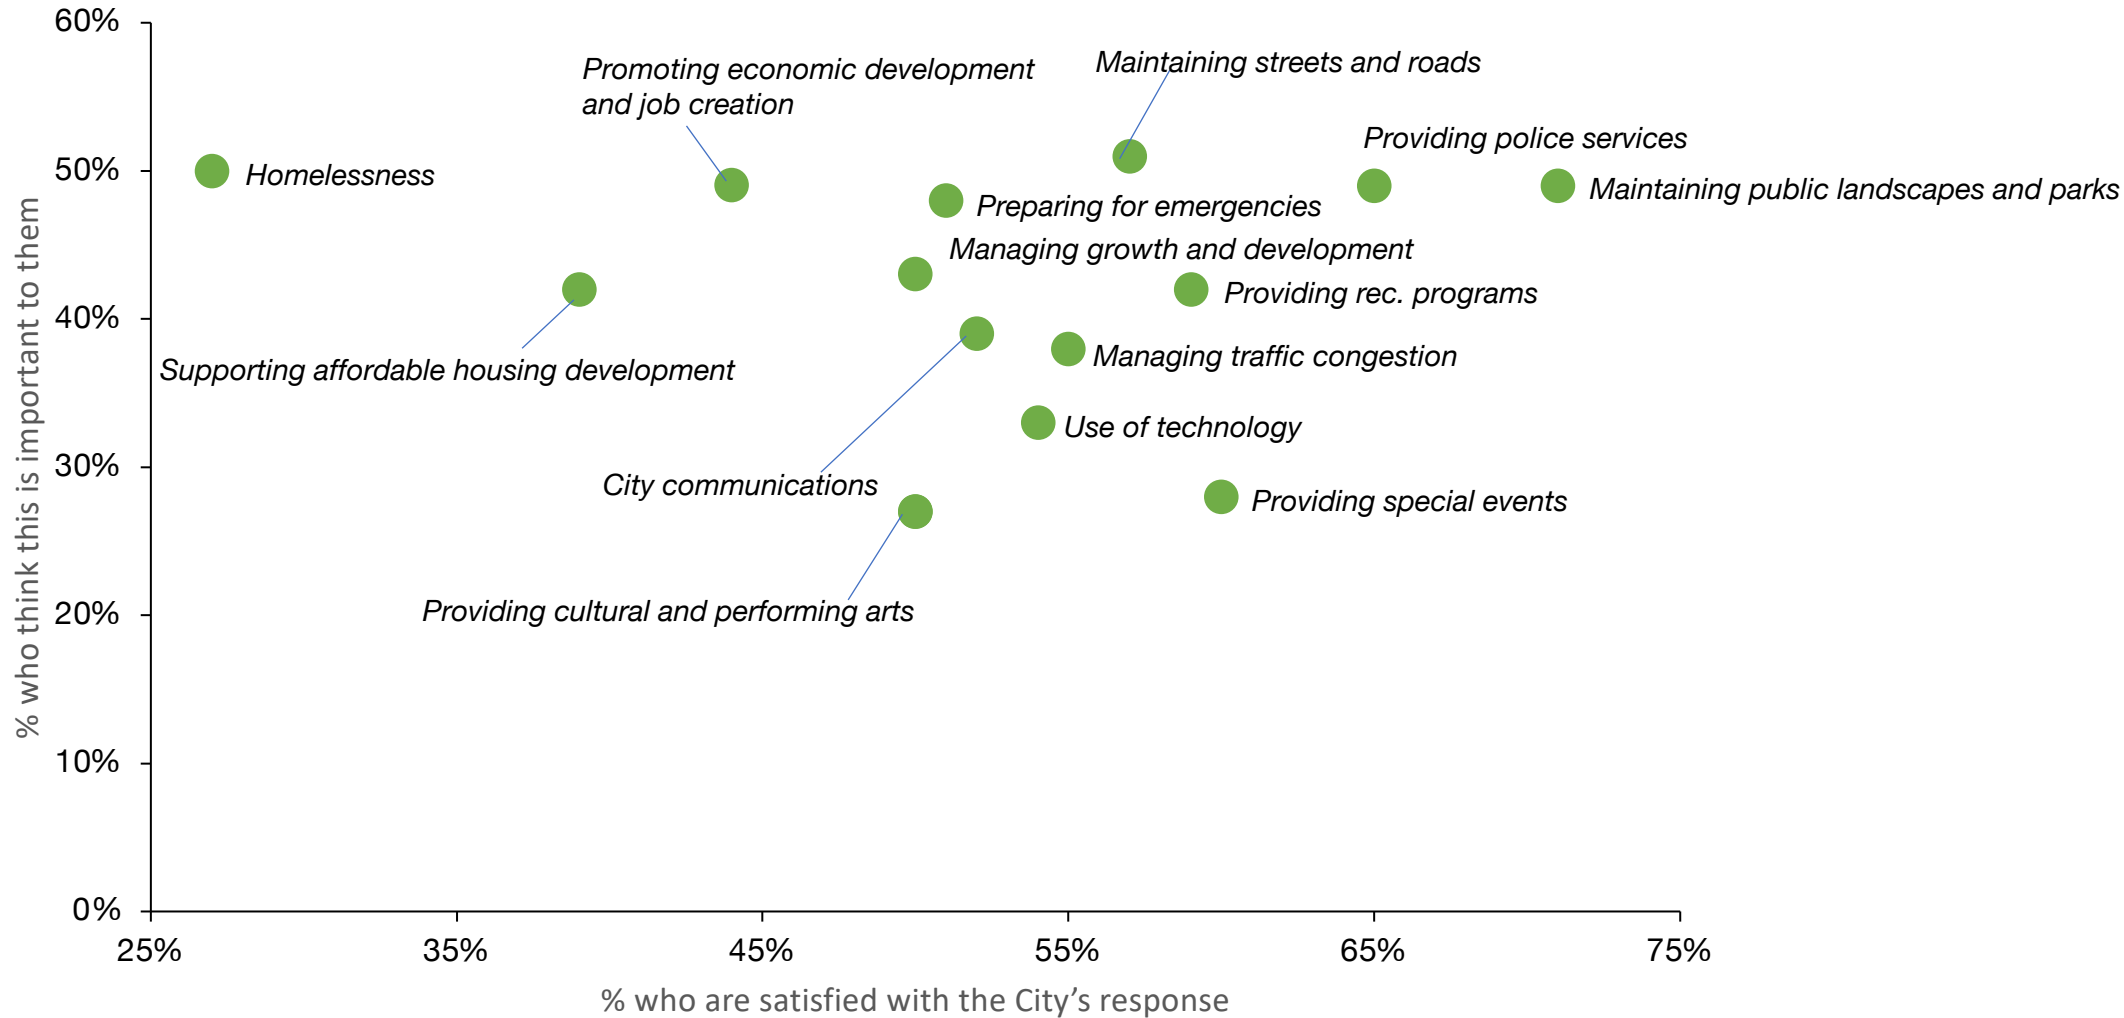 60%
Promoting economic development
and job creation
Maintaining streets and roads
Providing police services
50%
Homelessness
Maintaining public landscapes and parks
Preparing for emergencies
Managing growth and development
Providing rec. programs
40%
Managing traffic congestion
Supporting affordable housing development
Use of technology
30%
City communications
Providing special events
20%
Providing cultural and performing arts
10%
0%
% who think this is important to them
25%
35%
45%
55%
65%
75%
% who are satisfied with the City’s response